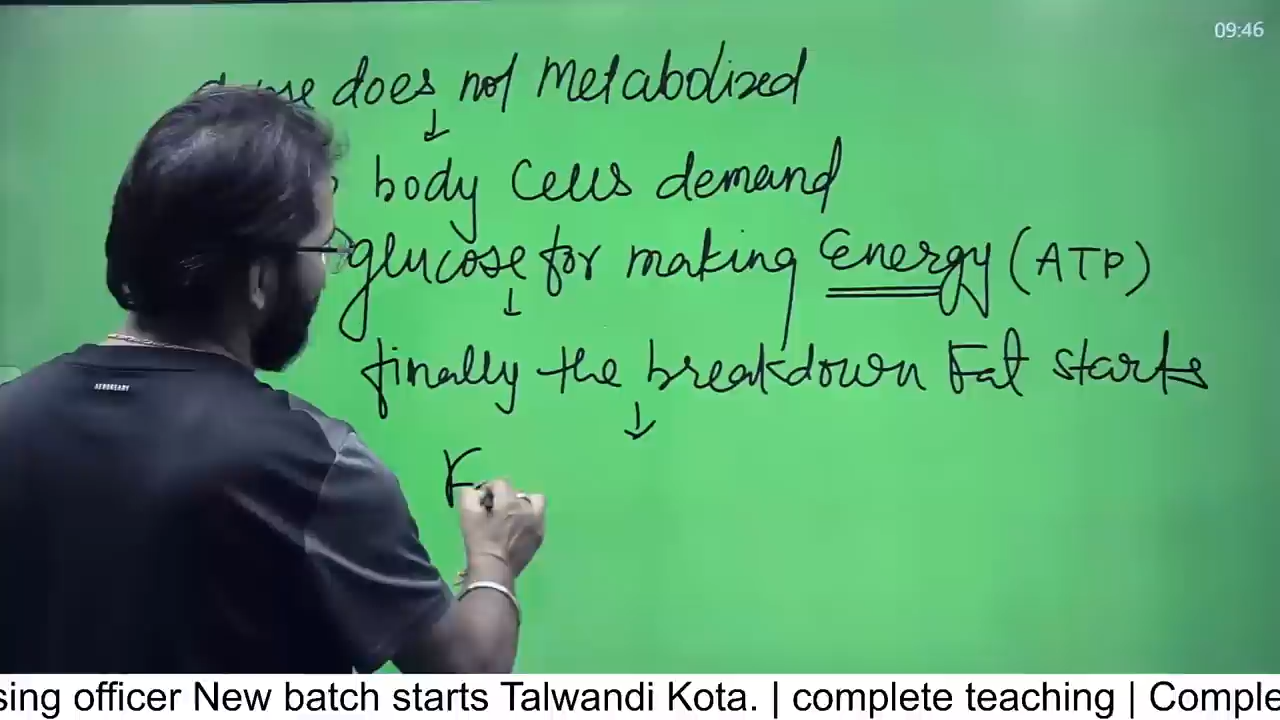 09:46
does not Metabolized
↓
body Cells demand
glucose for making Energy (ATP)
↓
finally the breakdown Fat starts
↓
F
AEROREADY
sing officer New batch starts Talwandi Kota. | complete teaching | Comple